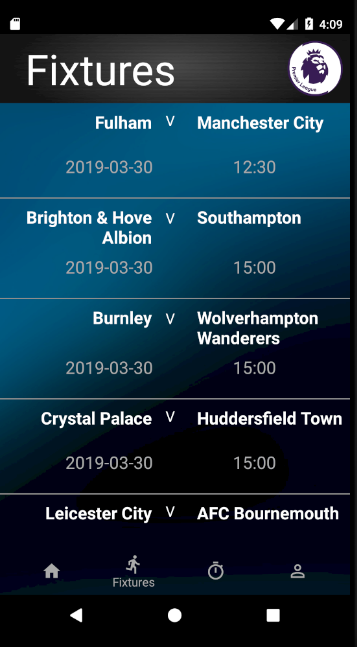 4:09
Fixtures
Premier League
Fulham V Manchester City
2019-03-30 12:30
Brighton & Hove Albion V Southampton
2019-03-30 15:00
Burnley V Wolverhampton Wanderers
2019-03-30 15:00
Crystal Palace V Huddersfield Town
2019-03-30 15:00
Leicester City V AFC Bournemouth
Fixtures